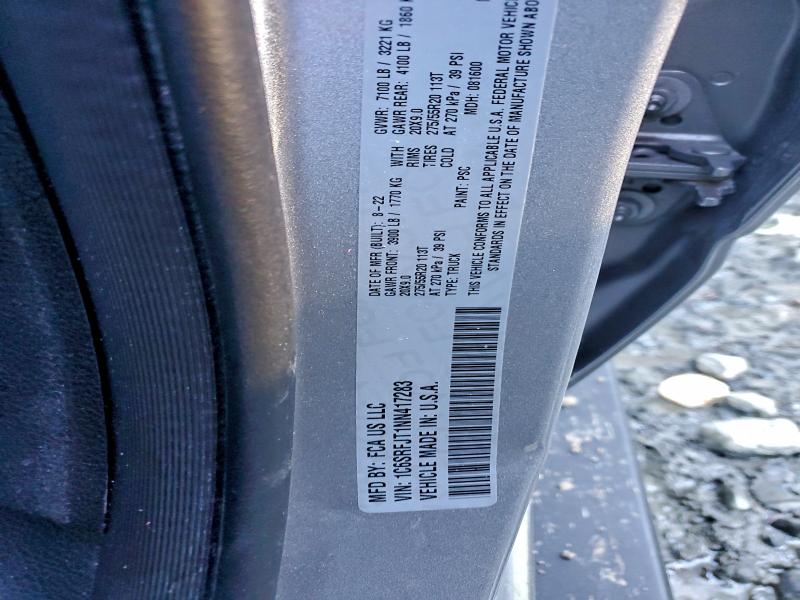 MFD BY: FCA US LLC
VIN: 1C6SRFJT1NN417283
VEHICLE MADE IN: U.S.A.
DATE OF MFR (BUILT): 8-22 GVWR: 7100 LB / 3221 KG
GAWR FRONT: 3900 LB / 1770 KG WITH GAWR REAR: 4100 LB / 1860 KG
20X9.0 RIMS 20X9.0
275/55R20 113T TIRES 275/55R20 113T
AT 270 kPa / 39 PSI COLD AT 270 kPa / 39 PSI
TYPE: TRUCK PAINT: PSC MDH: 081600
THIS VEHICLE CONFORMS TO ALL APPLICABLE U.S.A. FEDERAL MOTOR VEHIC
STANDARDS IN EFFECT ON THE DATE OF MANUFACTURE SHOWN ABO